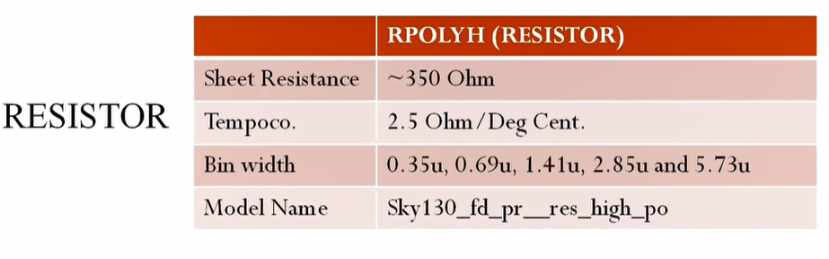 RPOLYH (RESISTOR)
Sheet Resistance ~350 Ohm
RESISTOR
Tempoco. 2.5 Ohm/Deg Cent.
Bin width 0.35u, 0.69u, 1.41u, 2.85u and 5.73u
Model Name Sky130_fd_pr__res_high_po